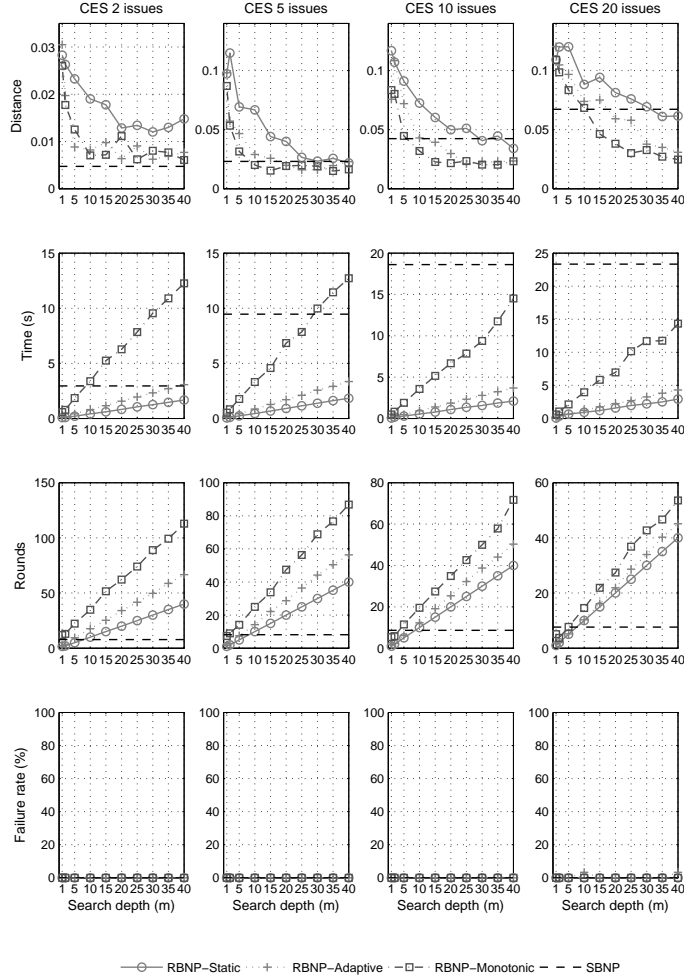 CES 2 issues CES 5 issues CES 10 issues CES 20 issues
Distance
0.03
0.02
0.01
0
1 5 10 15 20 25 30 35 40
0.1
0.05
0
1 5 10 15 20 25 30 35 40
0.1
0.05
0
1 5 10 15 20 25 30 35 40
0.1
0.05
0
1 5 10 15 20 25 30 35 40
Time (s)
15
10
5
0
1 5 10 15 20 25 30 35 40
15
10
5
0
1 5 10 15 20 25 30 35 40
20
15
10
5
0
1 5 10 15 20 25 30 35 40
25
20
15
10
5
0
1 5 10 15 20 25 30 35 40
Rounds
150
100
50
0
1 5 10 15 20 25 30 35 40
100
80
60
40
20
0
1 5 10 15 20 25 30 35 40
80
60
40
20
0
1 5 10 15 20 25 30 35 40
60
40
20
0
1 5 10 15 20 25 30 35 40
Failure rate (%)
100
80
60
40
20
0
1 5 10 15 20 25 30 35 40
Search depth (m)
100
80
60
40
20
0
1 5 10 15 20 25 30 35 40
Search depth (m)
100
80
60
40
20
0
1 5 10 15 20 25 30 35 40
Search depth (m)
100
80
60
40
20
0
1 5 10 15 20 25 30 35 40
Search depth (m)
RBNP−Static RBNP−Adaptive RBNP−Monotonic SBNP